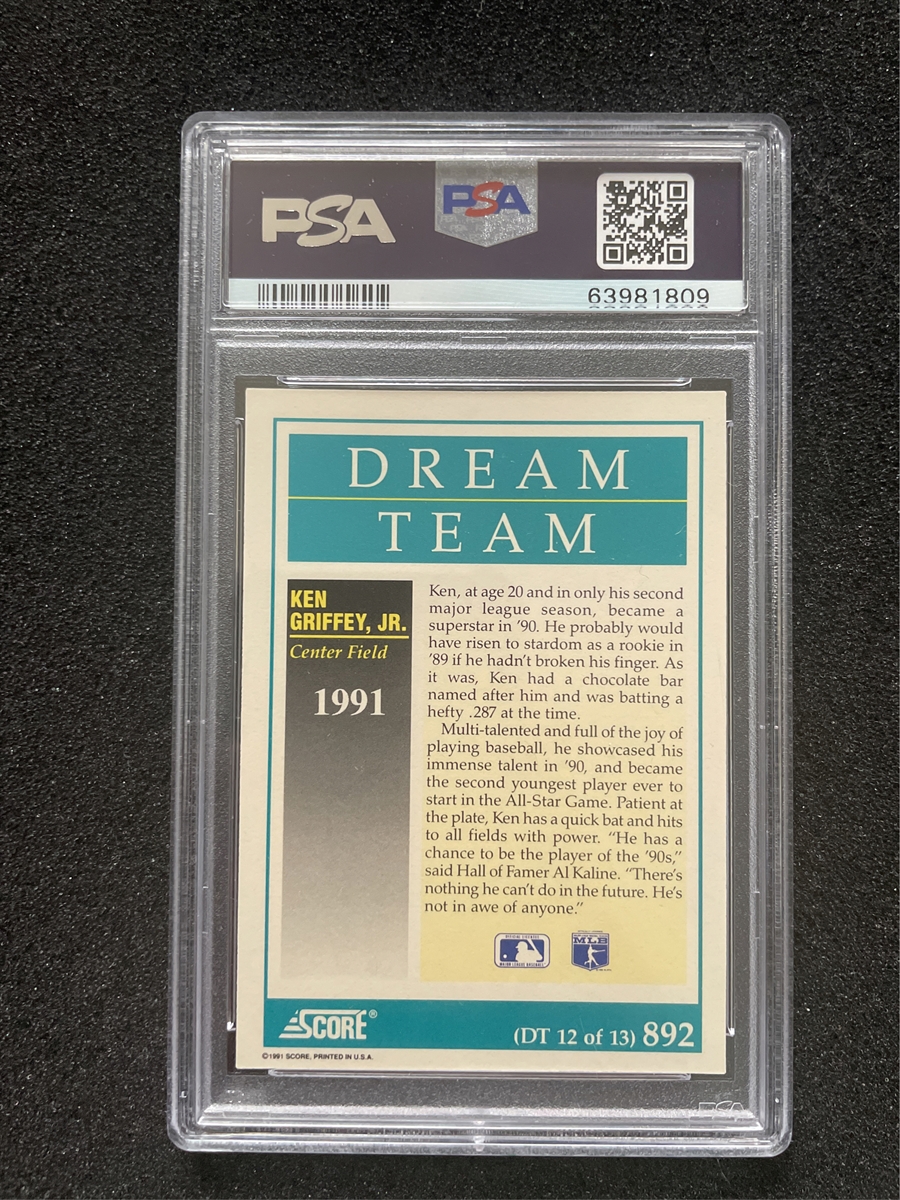 PSA
PSA
63981809
DREAM
TEAM
KEN
GRIFFEY, JR.
Center Field
1991
Ken, at age 20 and in only his second
major league season, became a
superstar in '90. He probably would
have risen to stardom as a rookie in
'89 if he hadn't broken his finger. As
it was, Ken had a chocolate bar
named after him and was batting a
hefty .287 at the time.
Multi-talented and full of the joy of
playing baseball, he showcased his
immense talent in '90, and became
the second youngest player ever to
start in the All-Star Game. Patient at
the plate, Ken has a quick bat and hits
to all fields with power. "He has a
chance to be the player of the '90s,"
said Hall of Famer Al Kaline. "There's
nothing he can't do in the future. He's
not in awe of anyone."
MLB
SCORE®
(DT 12 of 13) 892
©1991 SCORE, PRINTED IN U.S.A.
PSA